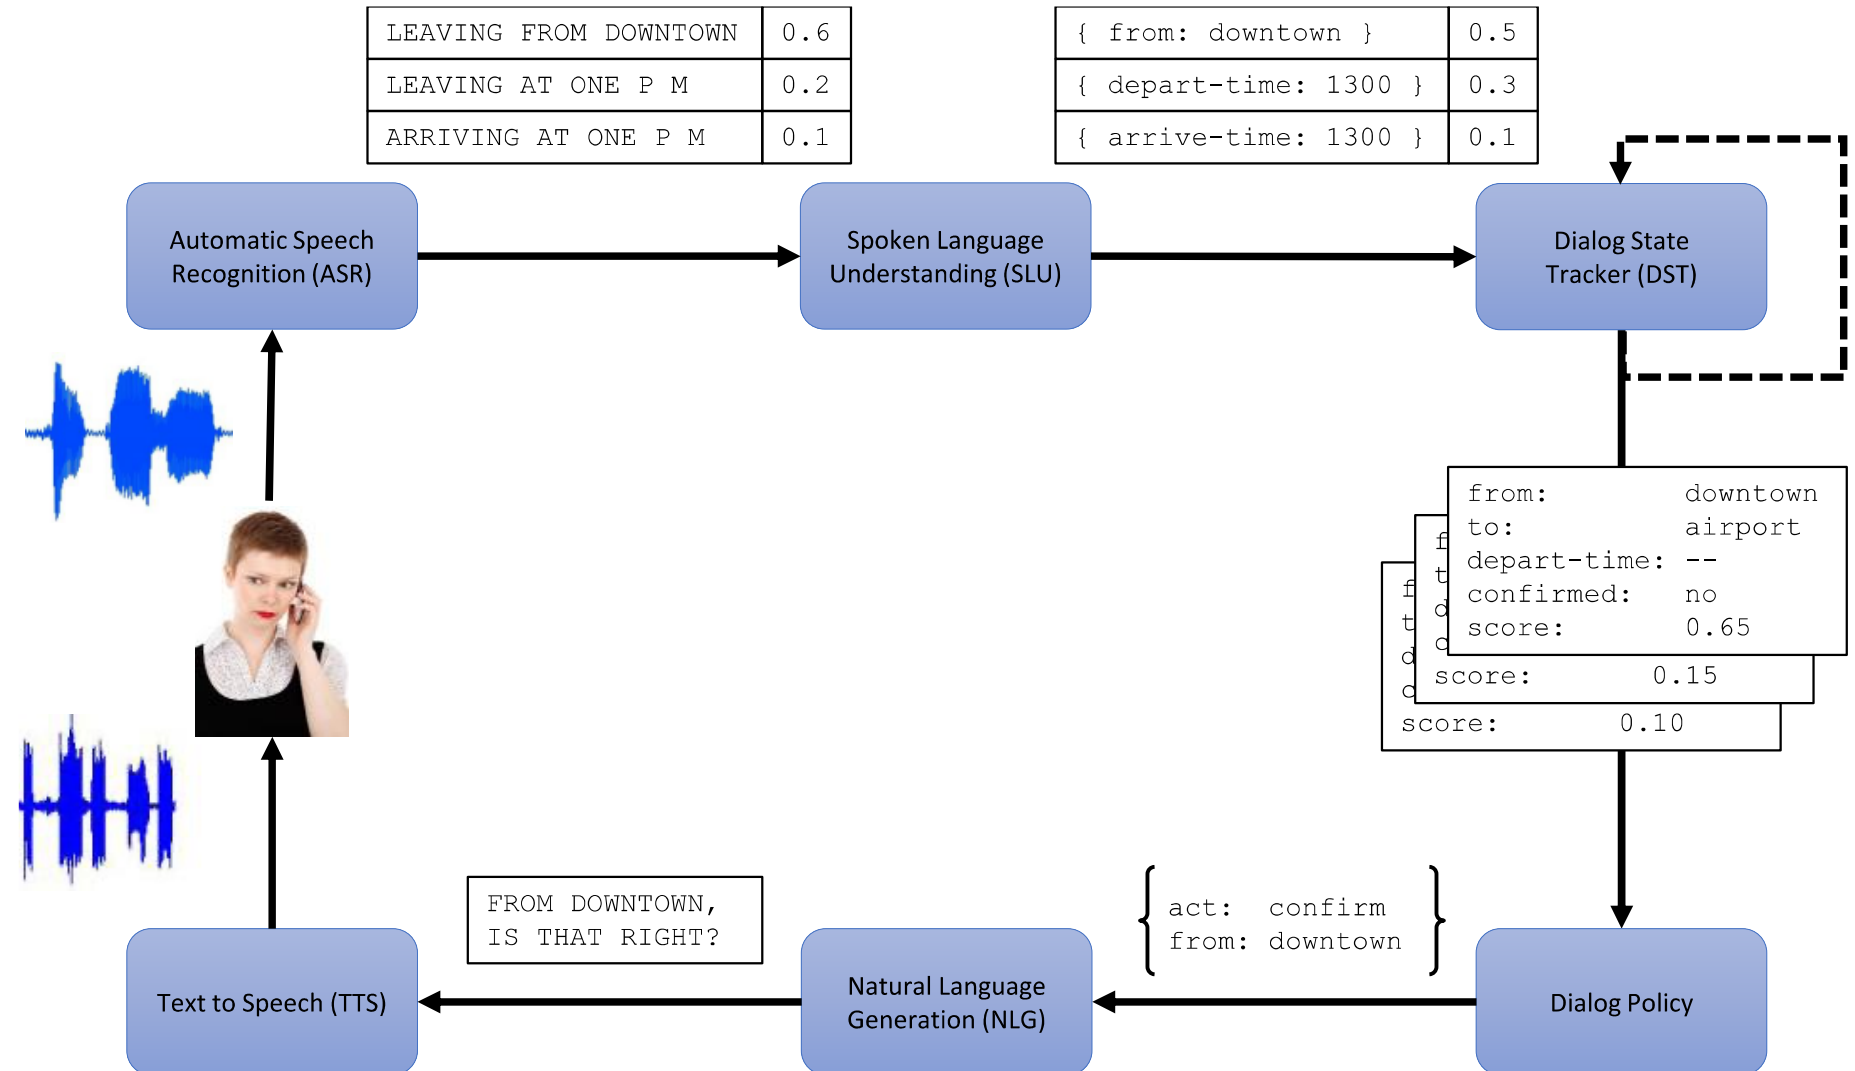 LEAVING FROM DOWNTOWN 0.6
LEAVING AT ONE P M 0.2
ARRIVING AT ONE P M 0.1
{ from: downtown } 0.5
{ depart-time: 1300 } 0.3
{ arrive-time: 1300 } 0.1
Automatic Speech
Recognition (ASR)
Spoken Language
Understanding (SLU)
Dialog State
Tracker (DST)
from: downtown
to: airport
depart-time: --
confirmed: no
score: 0.65
f
t
d
c
score: 0.15
f
t
d
c
score: 0.10
act: confirm
from: downtown
FROM DOWNTOWN,
IS THAT RIGHT?
Text to Speech (TTS)
Natural Language
Generation (NLG)
Dialog Policy